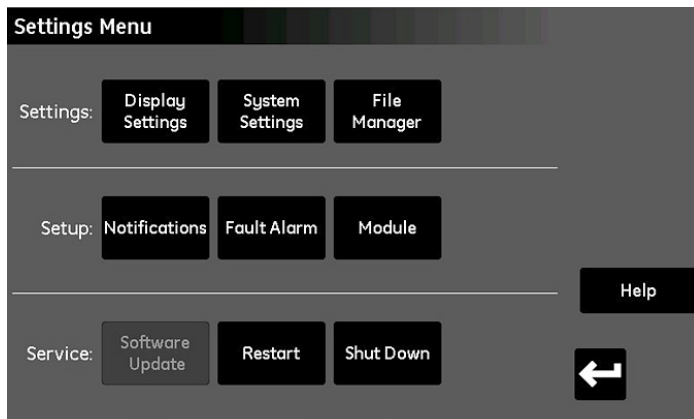 Settings Menu
Settings:
Display
Settings
System
Settings
File
Manager
Setup:
Notifications
Fault Alarm
Module
Help
Service:
Software
Update
Restart
Shut Down